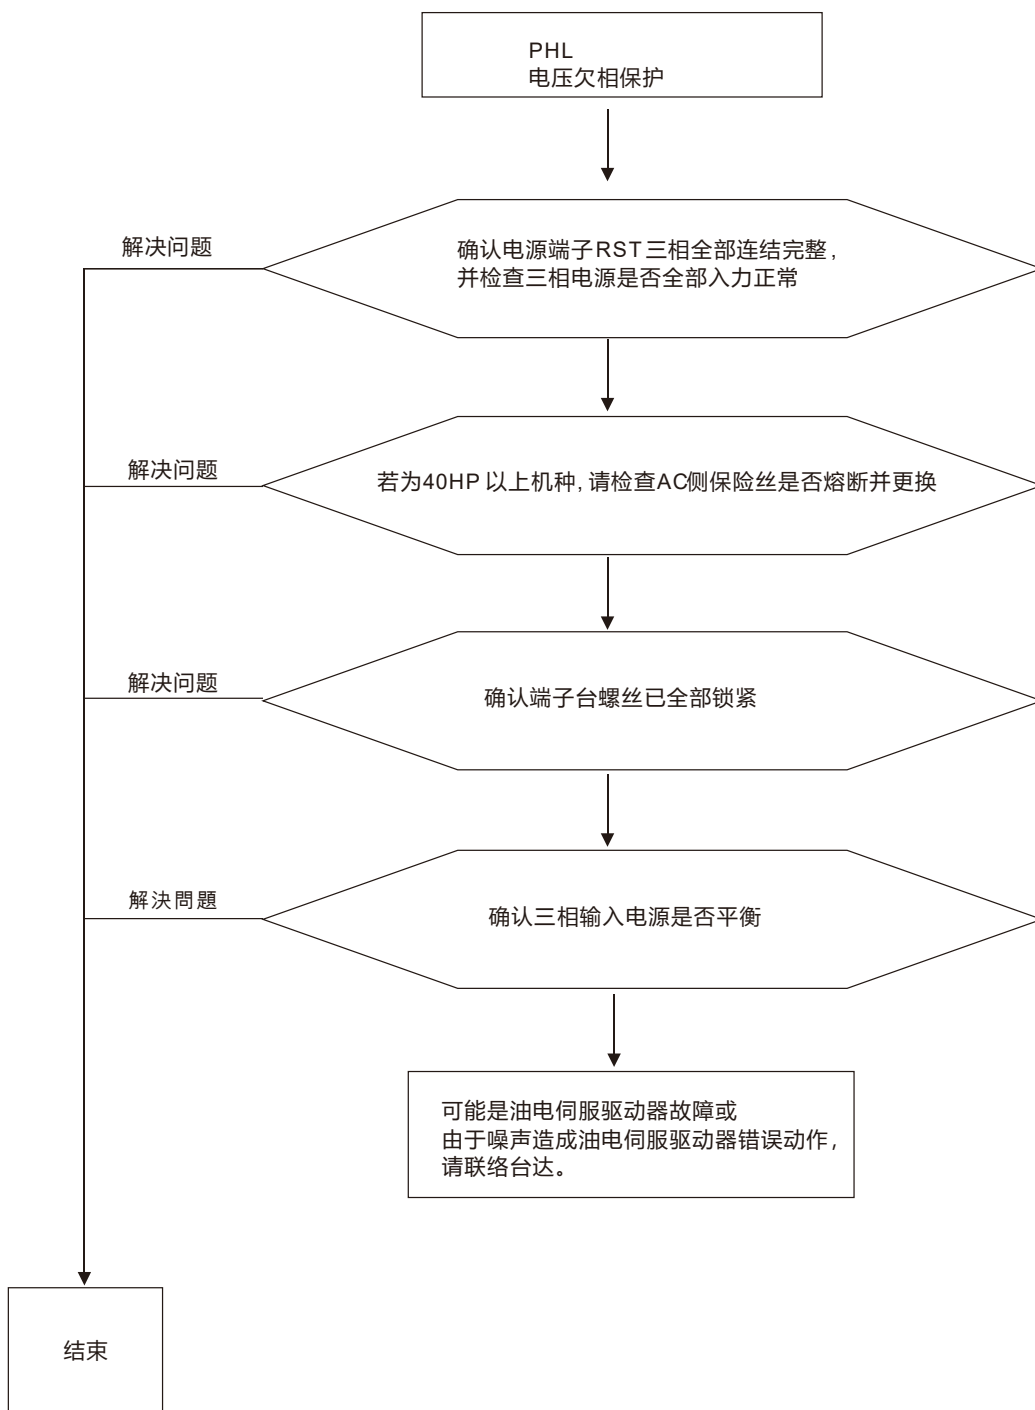 PHL
电压欠相保护
解决问题
确认电源端子RST三相全部连结完整,
并检查三相电源是否全部入力正常
解决问题
若为40HP 以上机种, 请检查AC侧保险丝是否熔断并更换
解决问题
确认端子台螺丝已全部锁紧
解決問題
确认三相输入电源是否平衡
可能是油电伺服驱动器故障或
由于噪声造成油电伺服驱动器错误动作,
请联络台达。
结束